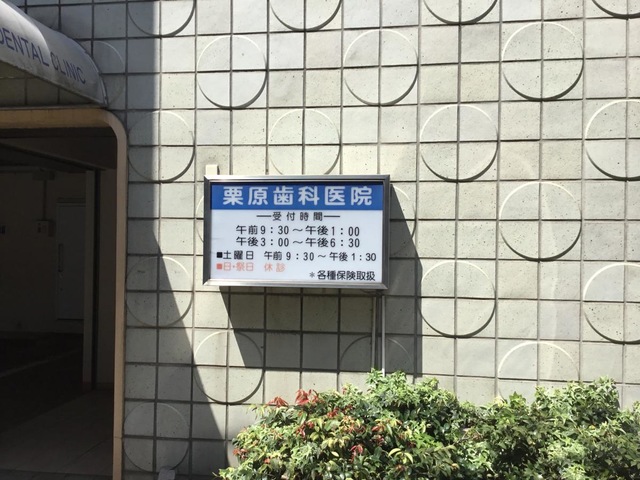 DENTAL CLINIC
栗原歯科医院
受付時間
午前9:30～午後1:00
午後3:00～午後6:30
■土曜日 午前9:30～午後1:30
■日・祭日 休診
＊各種保険取扱